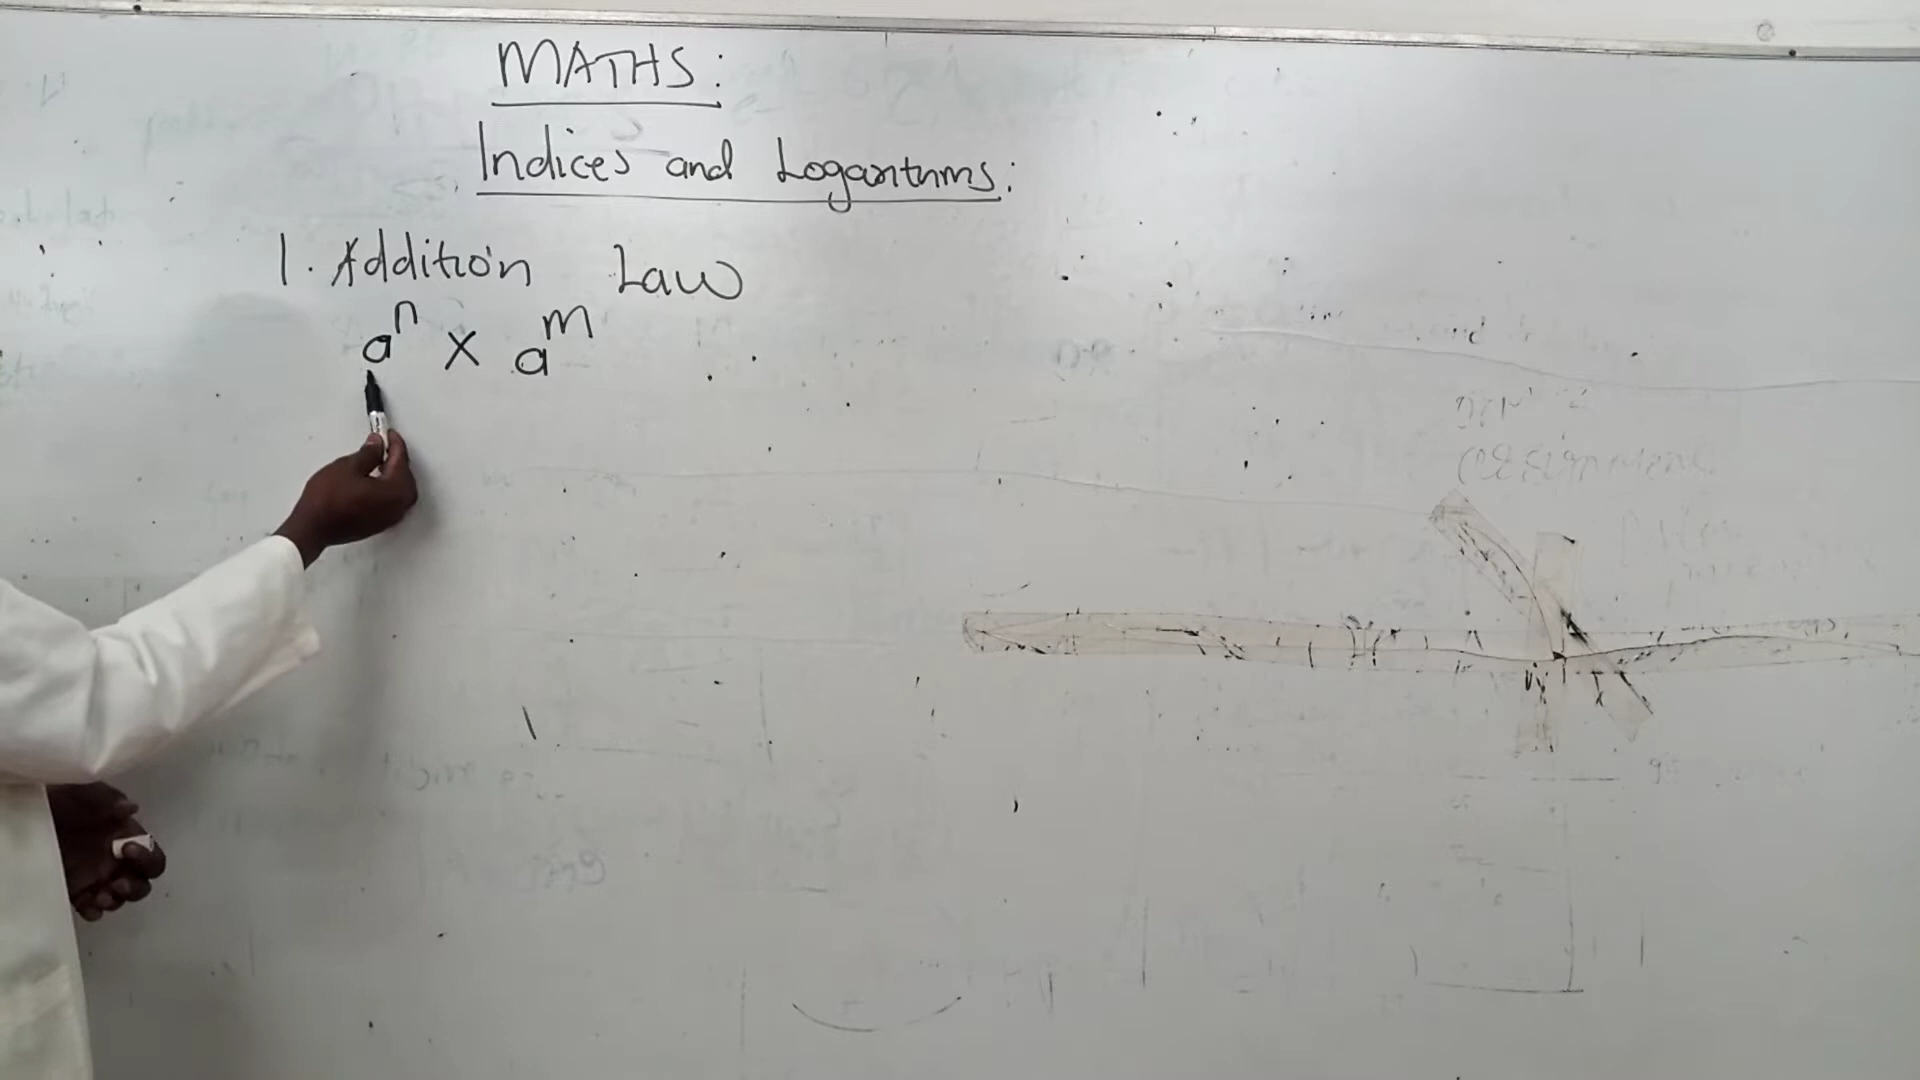 MATHS:
Indices and Logarithms:
1. Addition Law
aⁿ × aᵐ